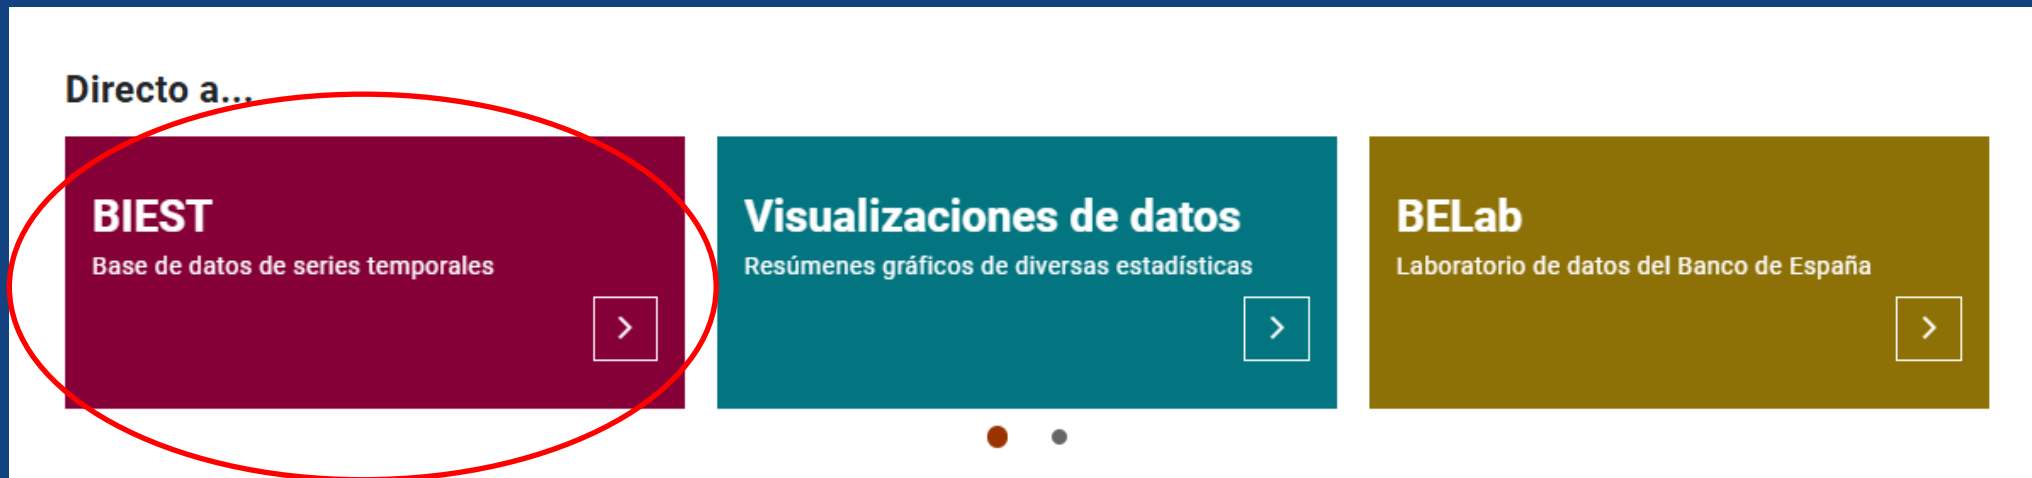 Directo a...
BIEST
Base de datos de series temporales
Visualizaciones de datos
Resúmenes gráficos de diversas estadísticas
BELab
Laboratorio de datos del Banco de España